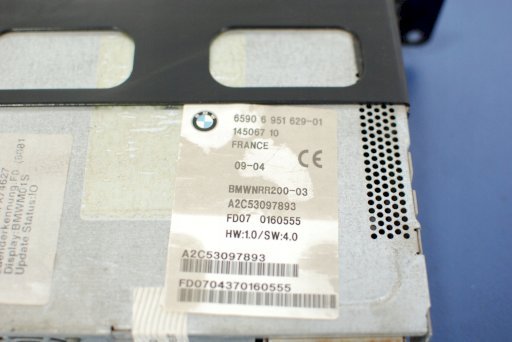 6590 6 951 629-01
145067 10
FRANCE
09-04 CE
BMWNRR200-03
A2C53097893
FD07 0160555
HW:1.0/SW:4.0
A2C53097893
FD0704370160555
Display: BMWM01S
Update Status:IO